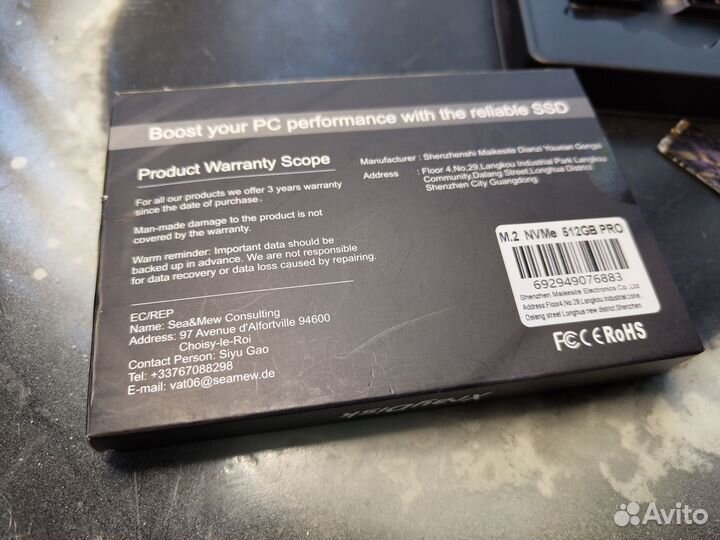 Boost your PC performance with the reliable SSD
Product Warranty Scope
For all our products we offer 3 years warranty
since the date of purchase.
Man-made damage to the product is not
covered by the warranty.
Warm reminder: Important data should be
backed up in advance. We are not responsible
for data recovery or data loss caused by repairing.
EC/REP
Name: Sea&Mew Consulting
Address: 97 Avenue d'Alfortville 94600
Choisy-le-Roi
Contact Person: Siyu Gao
Tel: +33767088298
E-mail: vat06@seamew.de
Manufacturer : Shenzhenshi Maikesite Dianzi Youxian Gongsi
Address : Floor 4,No.29,Langkou Industrial Park Langkou
Community,Dalang Street,Longhua District
Shenzhen City Guangdong.
M.2 NVMe 512GB PRO
692949076883
Shenzhen Maikesite Electronics Co.,Ltd
Address:Floor4,No.29,Langkou industrial zone,
Dalang street,Longhua new district,Shenzhen,
FC CE RoHS
XrayDisk
Avito